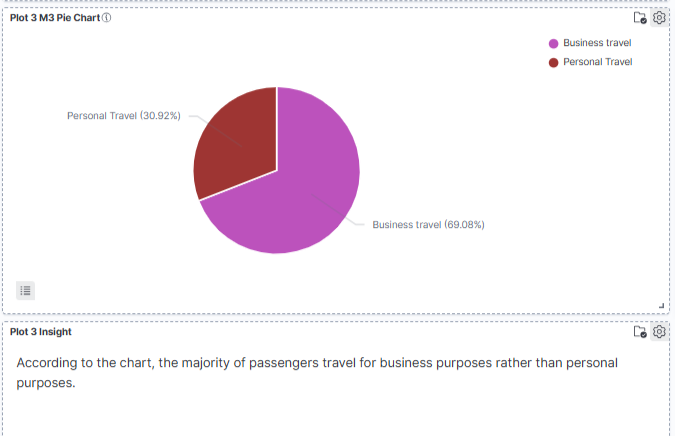 Plot 3 M3 Pie Chart
Business travel
Personal Travel
Personal Travel (30.92%)
Business travel (69.08%)
Plot 3 Insight
According to the chart, the majority of passengers travel for business purposes rather than personal
purposes.